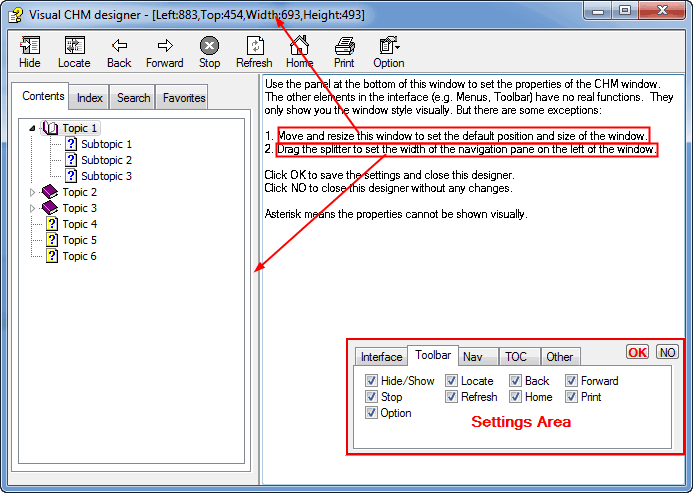 Visual CHM designer - [Left:883,Top:454,Width:693,Height:493]
Hide Locate Back Forward Stop Refresh Home Print Option
Contents Index Search Favorites
Topic 1
Subtopic 1
Subtopic 2
Subtopic 3
Topic 2
Topic 3
Topic 4
Topic 5
Topic 6
Use the panel at the bottom of this window to set the properties of the CHM window.
The other elements in the interface (e.g. Menus, Toolbar) have no real functions. They
only show you the window style visually. But there are some exceptions:
1. Move and resize this window to set the default position and size of the window.
2. Drag the splitter to set the width of the navigation pane on the left of the window.
Click OK to save the settings and close this designer.
Click NO to close this designer without any changes.
Asterisk means the properties cannot be shown visually.
Interface Toolbar Nav TOC Other OK NO
Hide/Show Locate Back Forward
Stop Refresh Home Print
Option
Settings Area